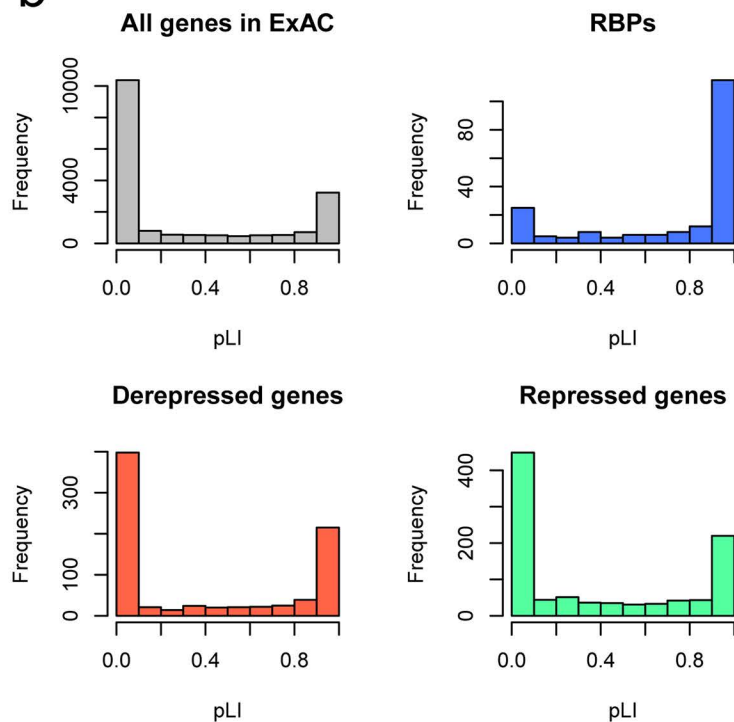 b
All genes in ExAC
RBPs
Frequency
0
4000
10000
0.0
0.4
0.8
pLI
Frequency
0
40
80
0.0
0.4
0.8
pLI
Derepressed genes
Repressed genes
Frequency
0
100
300
0.0
0.4
0.8
pLI
Frequency
0
200
400
0.0
0.4
0.8
pLI